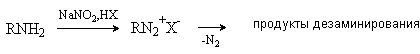 RNH₂ NaNO₂,HX RN₂⁺X⁻ -N₂ продукты дезаминирования